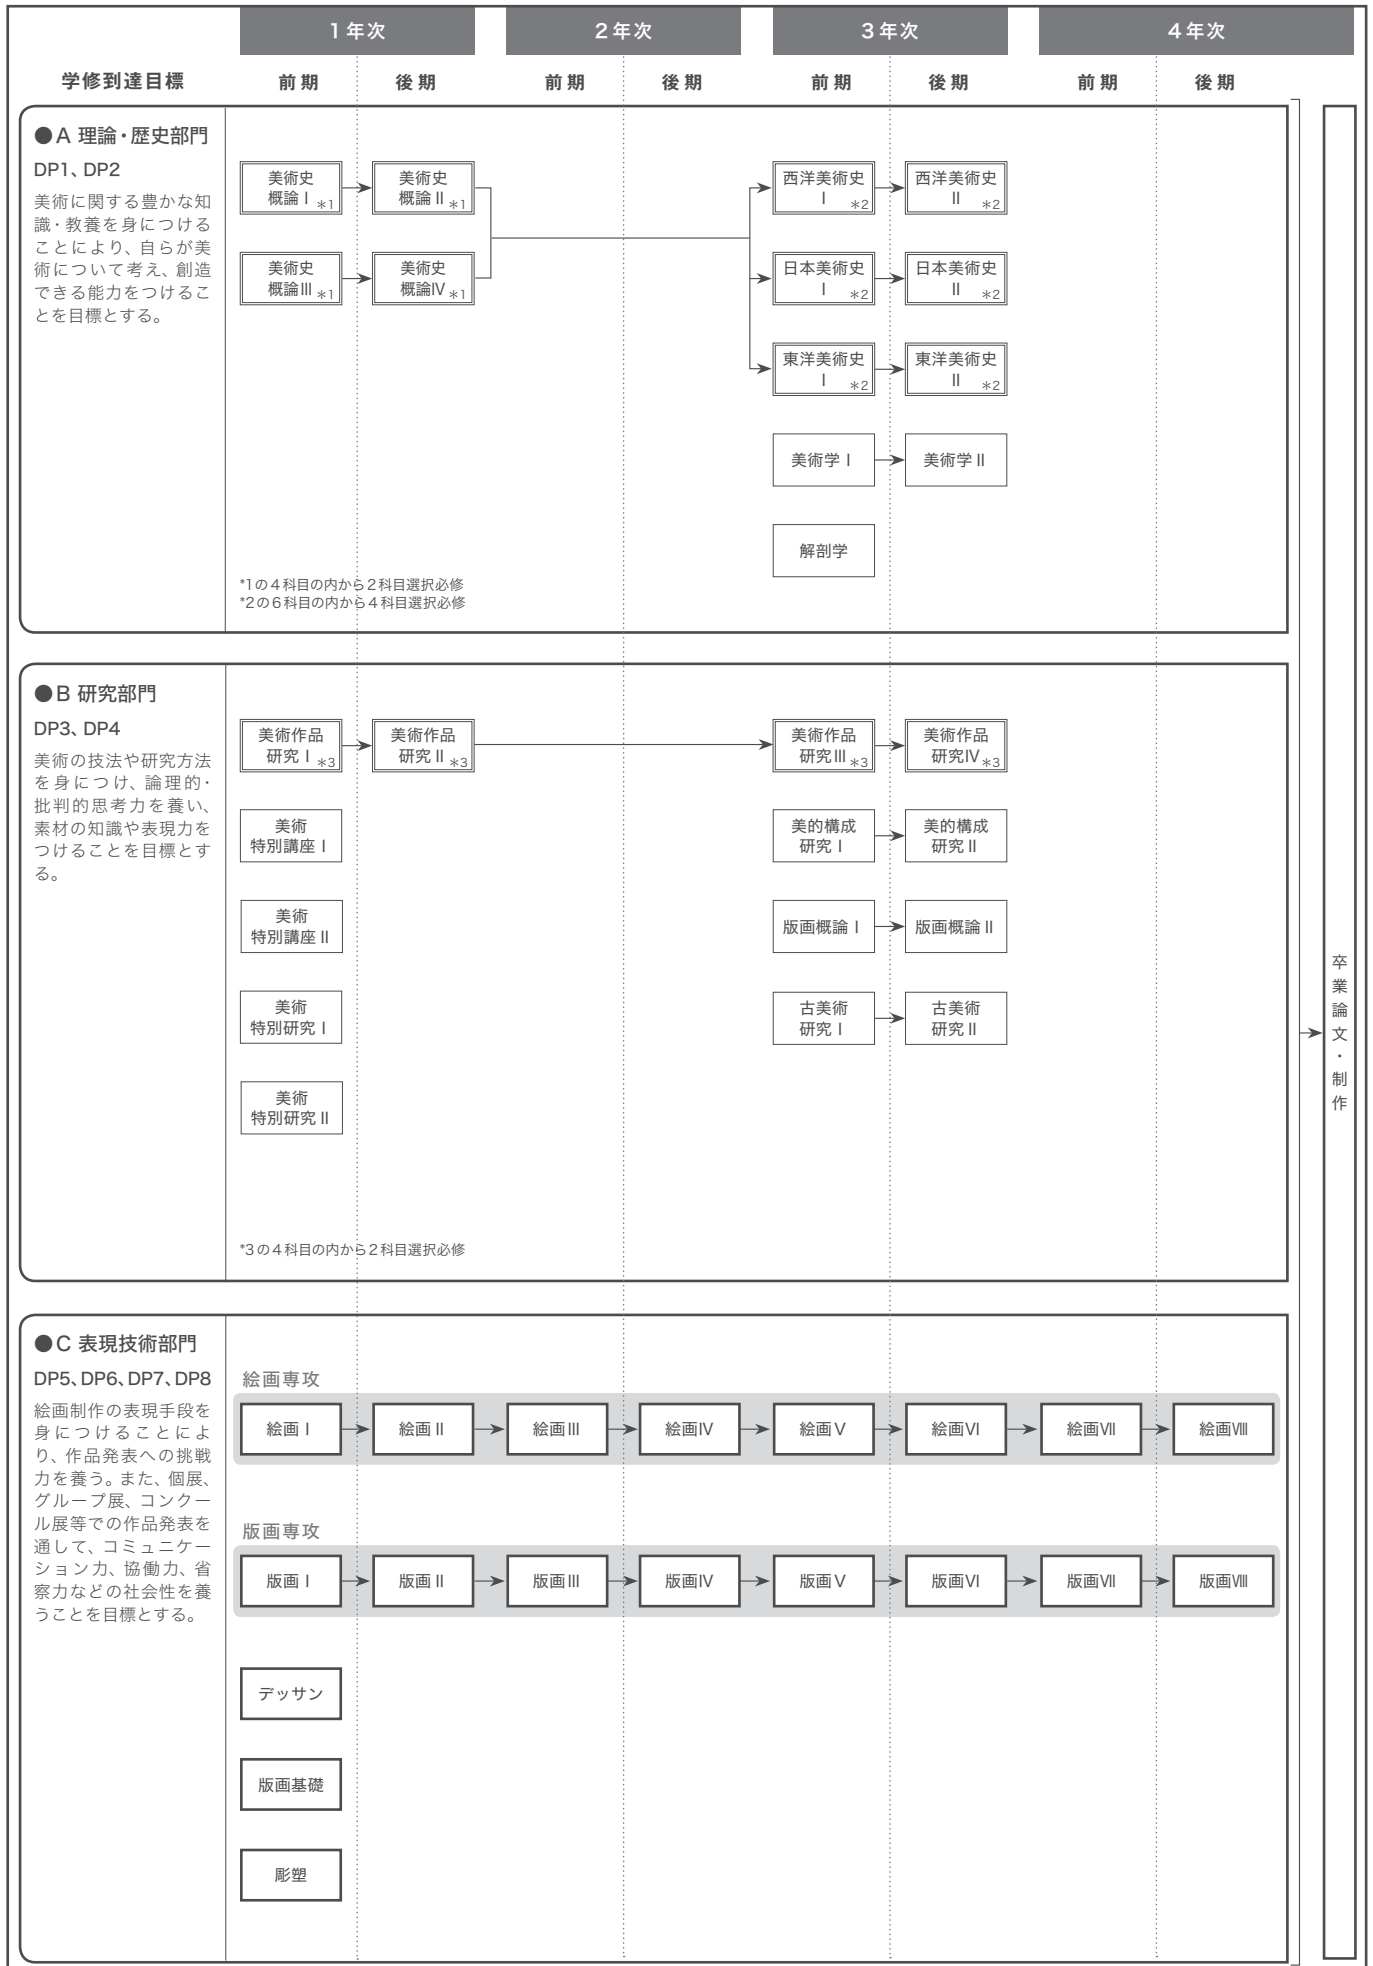 1年次
2年次
3年次
4年次
学修到達目標
前期
後期
前期
後期
前期
後期
前期
後期
●A 理論・歴史部門
DP1、DP2
美術に関する豊かな知
識・教養を身につける
ことにより、自らが美
術について考え、創造
できる能力をつけるこ
とを目標とする。
美術史
概論Ⅰ *1
美術史
概論Ⅱ *1
西洋美術史
Ⅰ *2
西洋美術史
Ⅱ *2
美術史
概論Ⅲ *1
美術史
概論Ⅳ *1
日本美術史
Ⅰ *2
日本美術史
Ⅱ *2
東洋美術史
Ⅰ *2
東洋美術史
Ⅱ *2
美術学Ⅰ
美術学Ⅱ
解剖学
*1の4科目の内から2科目選択必修
*2の6科目の内から4科目選択必修
●B 研究部門
DP3、DP4
美術の技法や研究方法
を身につけ、論理的・
批判的思考力を養い、
素材の知識や表現力を
つけることを目標とす
る。
美術作品
研究Ⅰ *3
美術作品
研究Ⅱ *3
美術作品
研究Ⅲ *3
美術作品
研究Ⅳ *3
美術
特別講座Ⅰ
美的構成
研究Ⅰ
美的構成
研究Ⅱ
美術
特別講座Ⅱ
版画概論Ⅰ
版画概論Ⅱ
美術
特別研究Ⅰ
古美術
研究Ⅰ
古美術
研究Ⅱ
美術
特別研究Ⅱ
*3の4科目の内から2科目選択必修
●C 表現技術部門
DP5、DP6、DP7、DP8
絵画制作の表現手段を
身につけることによ
り、作品発表への挑戦
力を養う。また、個展、
グループ展、コンクー
ル展等での作品発表を
通して、コミュニケー
ション力、協働力、省
察力などの社会性を養
うことを目標とする。
絵画専攻
絵画Ⅰ
絵画Ⅱ
絵画Ⅲ
絵画Ⅳ
絵画Ⅴ
絵画Ⅵ
絵画Ⅶ
絵画Ⅷ
版画専攻
版画Ⅰ
版画Ⅱ
版画Ⅲ
版画Ⅳ
版画Ⅴ
版画Ⅵ
版画Ⅶ
版画Ⅷ
デッサン
版画基礎
彫塑
卒業論文・制作